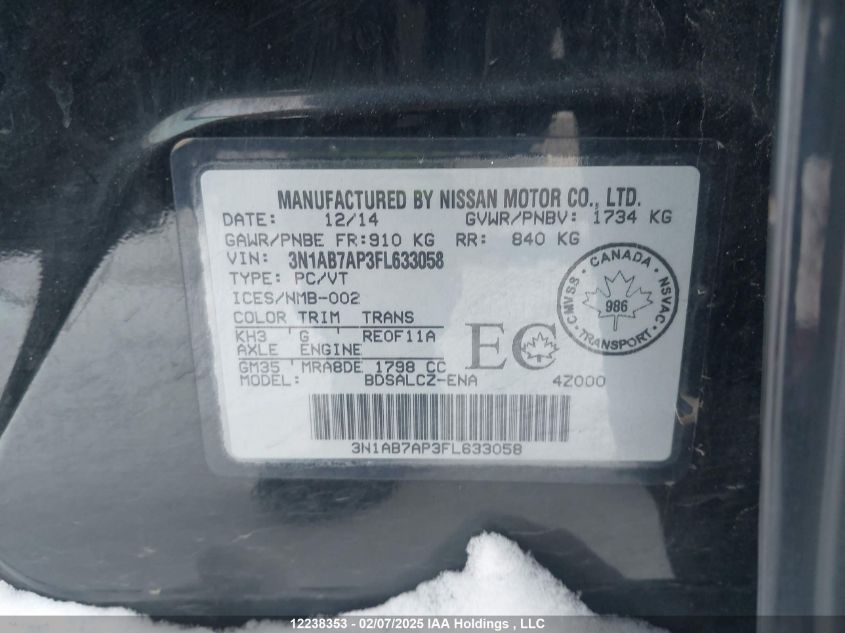 MANUFACTURED BY NISSAN MOTOR CO., LTD.
DATE: 12/14 GVWR/PNBV: 1734 KG
GAWR/PNBE FR:910 KG RR: 840 KG
VIN: 3N1AB7AP3FL633058
TYPE: PC/VT
ICES/NMB-002
COLOR TRIM TRANS
KH3 G REOF11A
AXLE ENGINE
GM35 MRA8DE 1798 CC
MODEL: BDSALCZ-ENA 4Z000
EC
CANADA
CMVSS 986 NSVAC
TRANSPORT
3N1AB7AP3FL633058
12238353 - 02/07/2025 IAA Holdings , LLC